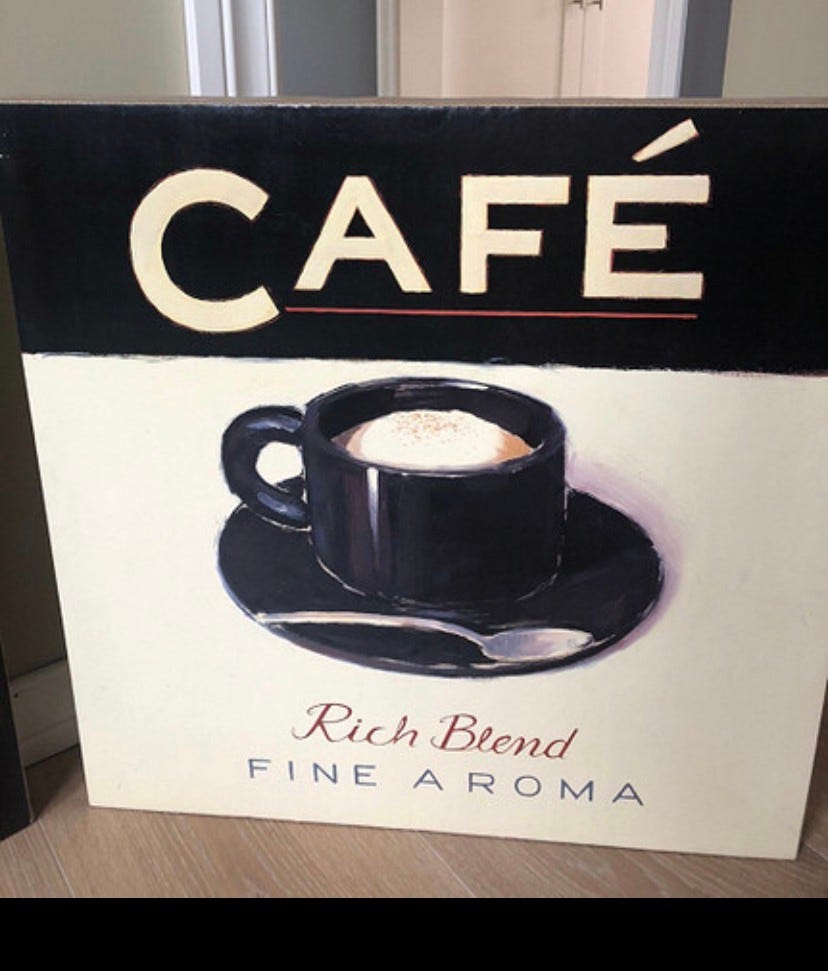 CAFÉ
Rich Blend
FINE AROMA